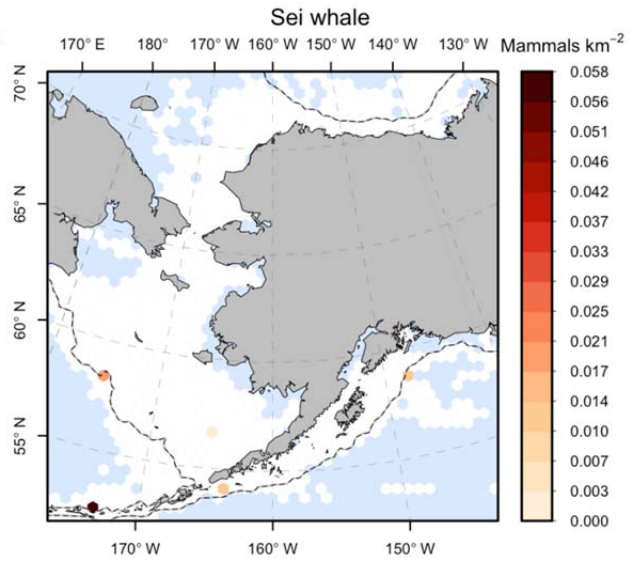 Sei whale
170° E 180° 170° W 160° W 150° W 140° W 130° W
Mammals km⁻²
70° N
65° N
60° N
55° N
170° W 160° W 150° W
0.058
0.056
0.051
0.046
0.042
0.037
0.033
0.029
0.025
0.021
0.017
0.014
0.010
0.007
0.003
0.000